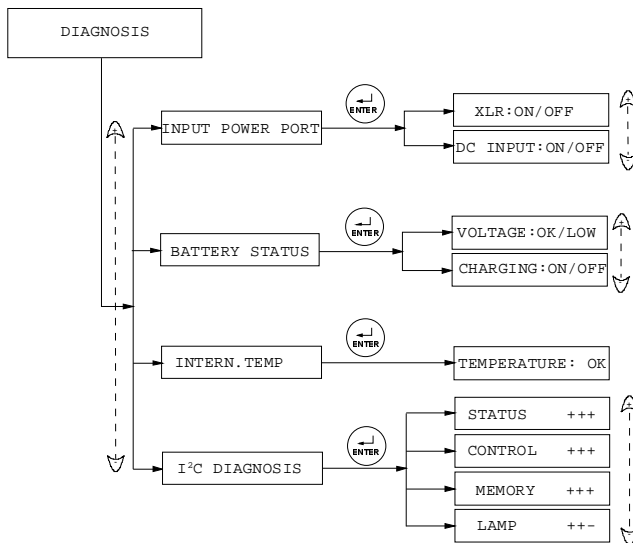 DIAGNOSIS
+
-
INPUT POWER PORT
ENTER
XLR:ON/OFF
DC INPUT:ON/OFF
+
-
BATTERY STATUS
ENTER
VOLTAGE:OK/LOW
CHARGING:ON/OFF
+
-
INTERN.TEMP
ENTER
TEMPERATURE: OK
I²C DIAGNOSIS
ENTER
STATUS +++
CONTROL +++
MEMORY +++
LAMP ++-
+
-